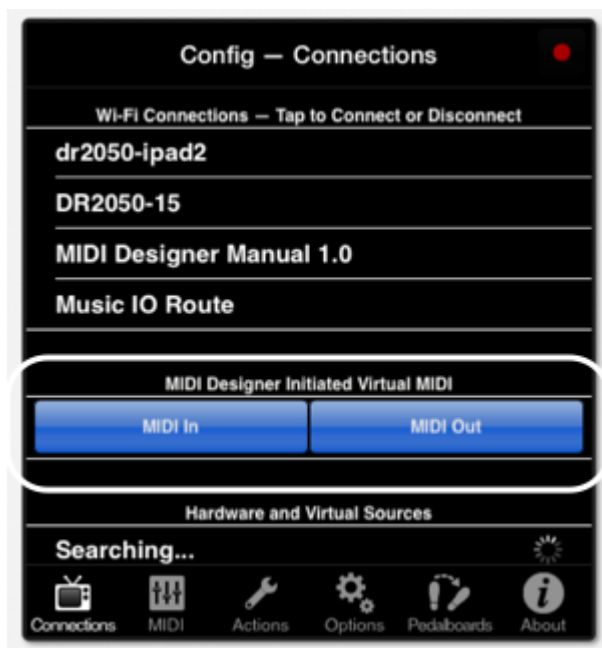 Config — Connections
Wi-Fi Connections — Tap to Connect or Disconnect
dr2050-ipad2
DR2050-15
MIDI Designer Manual 1.0
Music IO Route
MIDI Designer Initiated Virtual MIDI
MIDI In MIDI Out
Hardware and Virtual Sources
Searching...
Connections MIDI Actions Options Pedalboards About